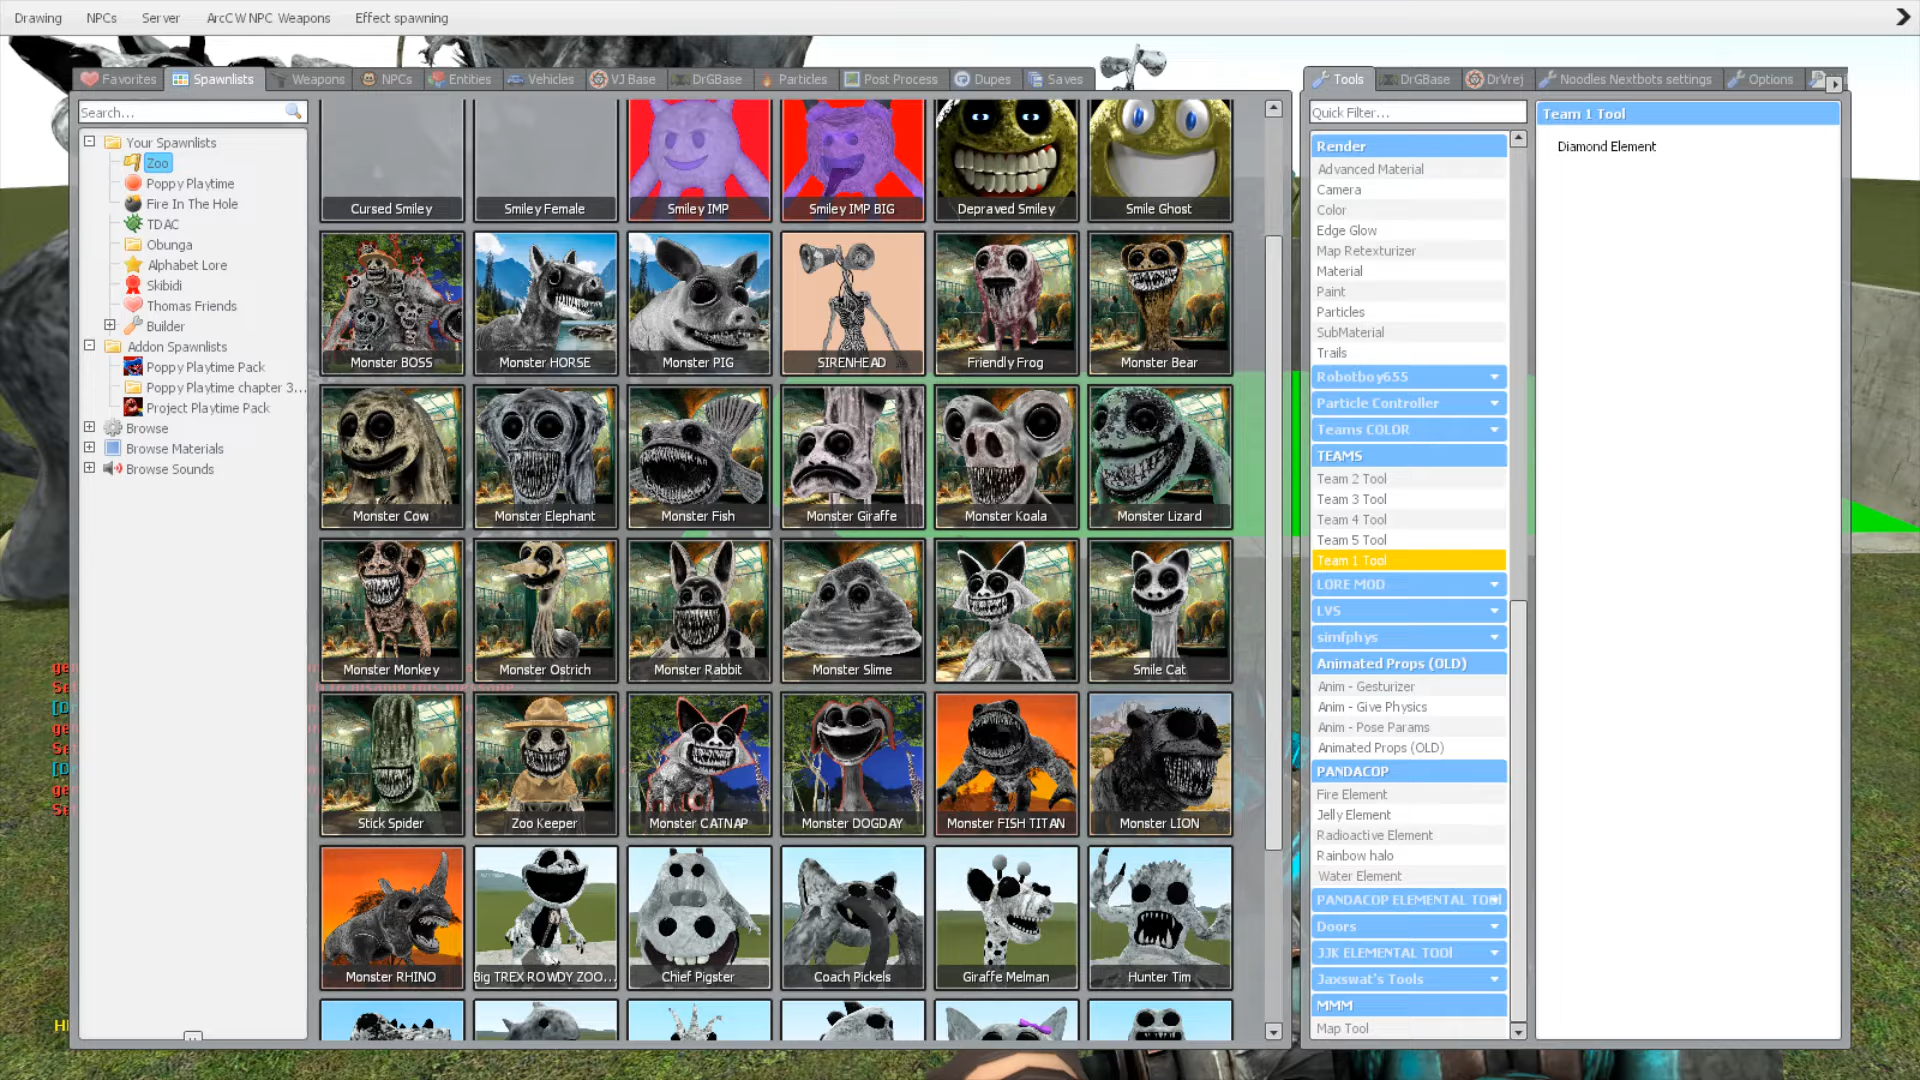 Drawing NPCs Server ArcCW NPC Weapons Effect spawning
Favorites Spawnlists Weapons NPCs Entities Vehicles VJ Base DrGBase Particles Post Process Dupes Saves
Search...
Your Spawnlists
Zoo
Poppy Playtime
Fire In The Hole
TDAC
Obunga
Alphabet Lore
Skibidi
Thomas Friends
Builder
Addon Spawnlists
Poppy Playtime Pack
Poppy Playtime chapter 3...
Project Playtime Pack
Browse
Browse Materials
Browse Sounds
Cursed Smiley Smiley Female Smiley IMP Smiley IMP BIG Depraved Smiley Smile Ghost
Monster BOSS Monster HORSE Monster PIG SIRENHEAD Friendly Frog Monster Bear
Monster Cow Monster Elephant Monster Fish Monster Giraffe Monster Koala Monster Lizard
Monster Monkey Monster Ostrich Monster Rabbit Monster Slime Smile Cat
Stick Spider Zoo Keeper Monster CATNAP Monster DOGDAY Monster FISH TITAN Monster LION
Monster RHINO Big TREX ROWDY ZOO... Chief Pigster Coach Pickels Giraffe Melman Hunter Tim
Tools DrGBase DrVrej Noodles Nextbots settings Options
Quick Filter...
Render
Advanced Material
Camera
Color
Edge Glow
Map Retexturizer
Material
Paint
Particles
SubMaterial
Trails
Robotboy655
Particle Controller
Teams COLOR
TEAMS
Team 2 Tool
Team 3 Tool
Team 4 Tool
Team 5 Tool
Team 1 Tool
LORE MOD
LVS
simfphys
Animated Props (OLD)
Anim - Gesturizer
Anim - Give Physics
Anim - Pose Params
Animated Props (OLD)
PANDACOP
Fire Element
Jelly Element
Radioactive Element
Rainbow halo
Water Element
PANDACOP ELEMENTAL TOOl
Doors
JJK ELEMENTAL TOOl
Jaxswat's Tools
MMM
Map Tool
Team 1 Tool
Diamond Element